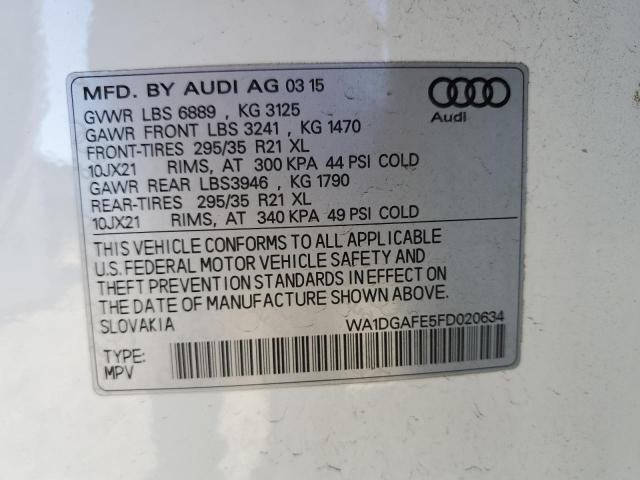 MFD. BY AUDI AG 03 15
GVWR LBS 6889 , KG 3125
GAWR FRONT LBS 3241 , KG 1470
FRONT-TIRES 295/35 R21 XL
10JX21 RIMS, AT 300 KPA 44 PSI COLD
GAWR REAR LBS3946 , KG 1790
REAR-TIRES 295/35 R21 XL
10JX21 RIMS, AT 340 KPA 49 PSI COLD
THIS VEHICLE CONFORMS TO ALL APPLICABLE
U.S. FEDERAL MOTOR VEHICLE SAFETY AND
THEFT PREVENTION STANDARDS IN EFFECT ON
THE DATE OF MANUFACTURE SHOWN ABOVE.
SLOVAKIA WA1DGAFE5FD020634
TYPE:
MPV
Audi